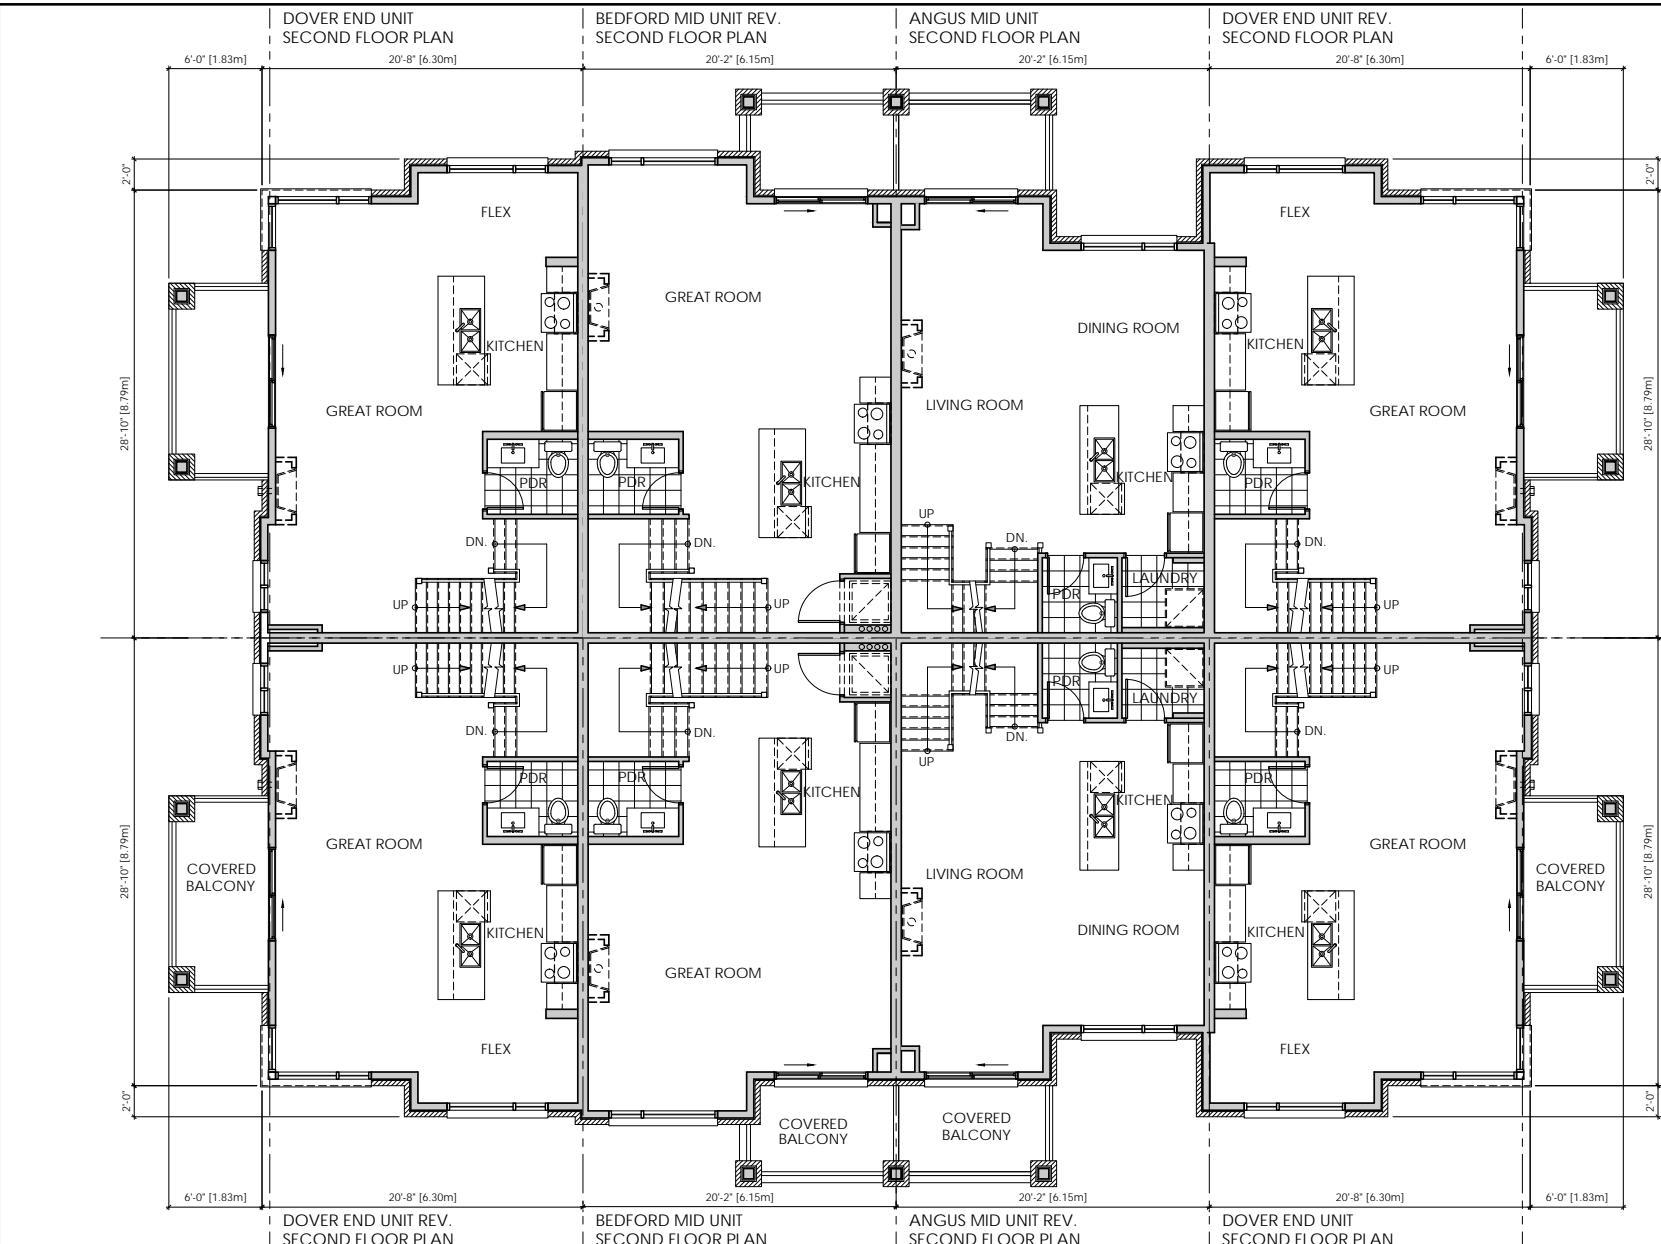 DOVER END UNIT
SECOND FLOOR PLAN
BEDFORD MID UNIT REV.
SECOND FLOOR PLAN
ANGUS MID UNIT
SECOND FLOOR PLAN
DOVER END UNIT REV.
SECOND FLOOR PLAN
6'-0" [1.83m]
20'-8" [6.30m]
20'-2" [6.15m]
20'-2" [6.15m]
20'-8" [6.30m]
6'-0" [1.83m]
2'-0"
2'-0"
FLEX
FLEX
GREAT ROOM
DINING ROOM
KITCHEN
KITCHEN
28'-10" [8.79m]
GREAT ROOM
LIVING ROOM
GREAT ROOM
28'-10" [8.79m]
PDR
PDR
KITCHEN
KITCHEN
PDR
UP
DN.
DN.
DN.
DN.
LAUNDRY
PDR
UP
UP
UP
UP
UP
UP
PDR
LAUNDRY
DN.
DN.
DN.
DN.
UP
PDR
PDR
KITCHEN
KITCHEN
PDR
GREAT ROOM
GREAT ROOM
28'-10" [8.79m]
COVERED
BALCONY
LIVING ROOM
COVERED
BALCONY
28'-10" [8.79m]
KITCHEN
DINING ROOM
KITCHEN
GREAT ROOM
FLEX
FLEX
2'-0"
2'-0"
COVERED
BALCONY
COVERED
BALCONY
6'-0" [1.83m]
20'-8" [6.30m]
20'-2" [6.15m]
20'-2" [6.15m]
20'-8" [6.30m]
6'-0" [1.83m]
DOVER END UNIT REV.
SECOND FLOOR PLAN
BEDFORD MID UNIT
SECOND FLOOR PLAN
ANGUS MID UNIT REV.
SECOND FLOOR PLAN
DOVER END UNIT
SECOND FLOOR PLAN